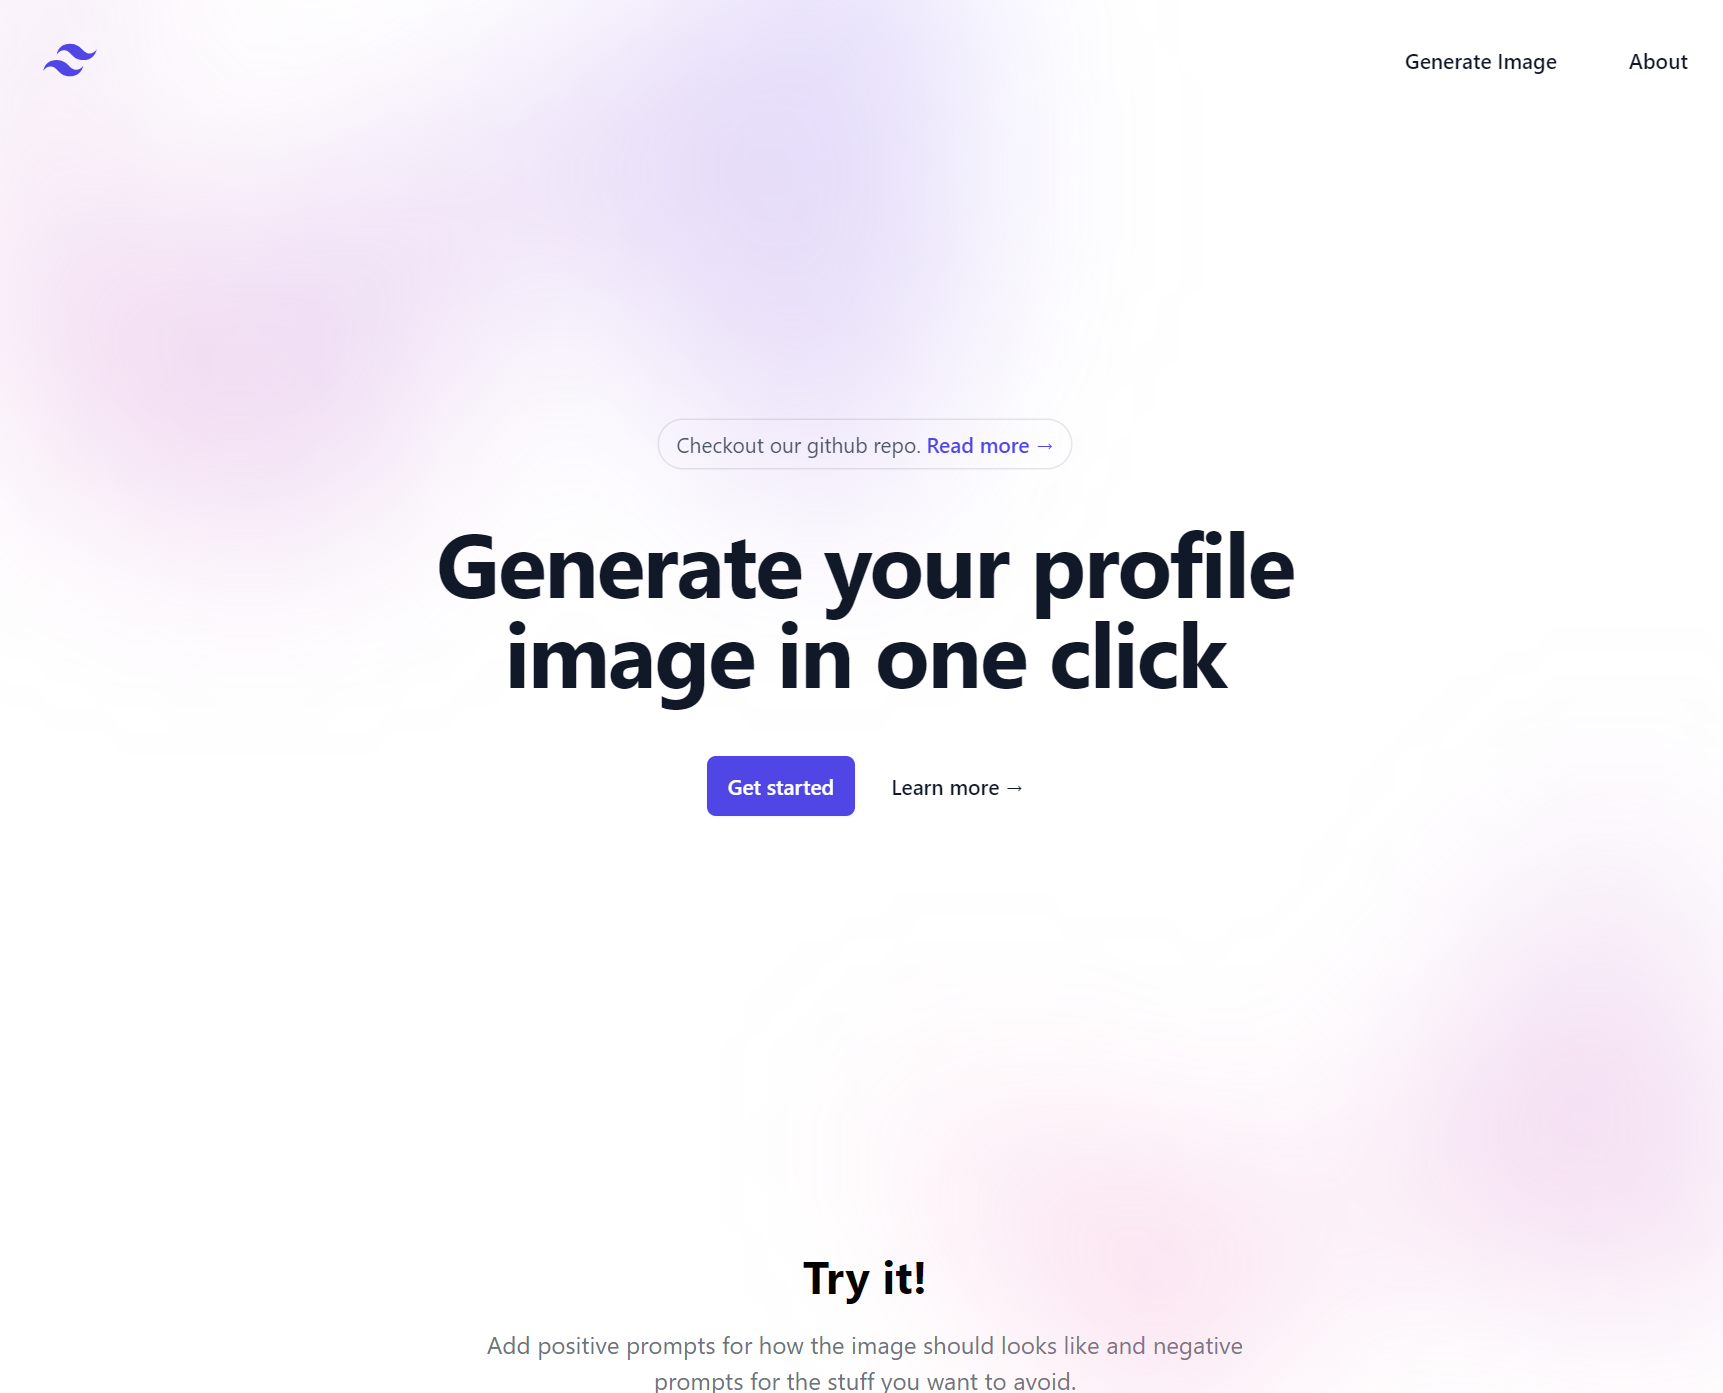 Generate Image
About
Checkout our github repo. Read more →
Generate your profile
image in one click
Get started
Learn more →
Try it!
Add positive prompts for how the image should looks like and negative
prompts for the stuff you want to avoid.